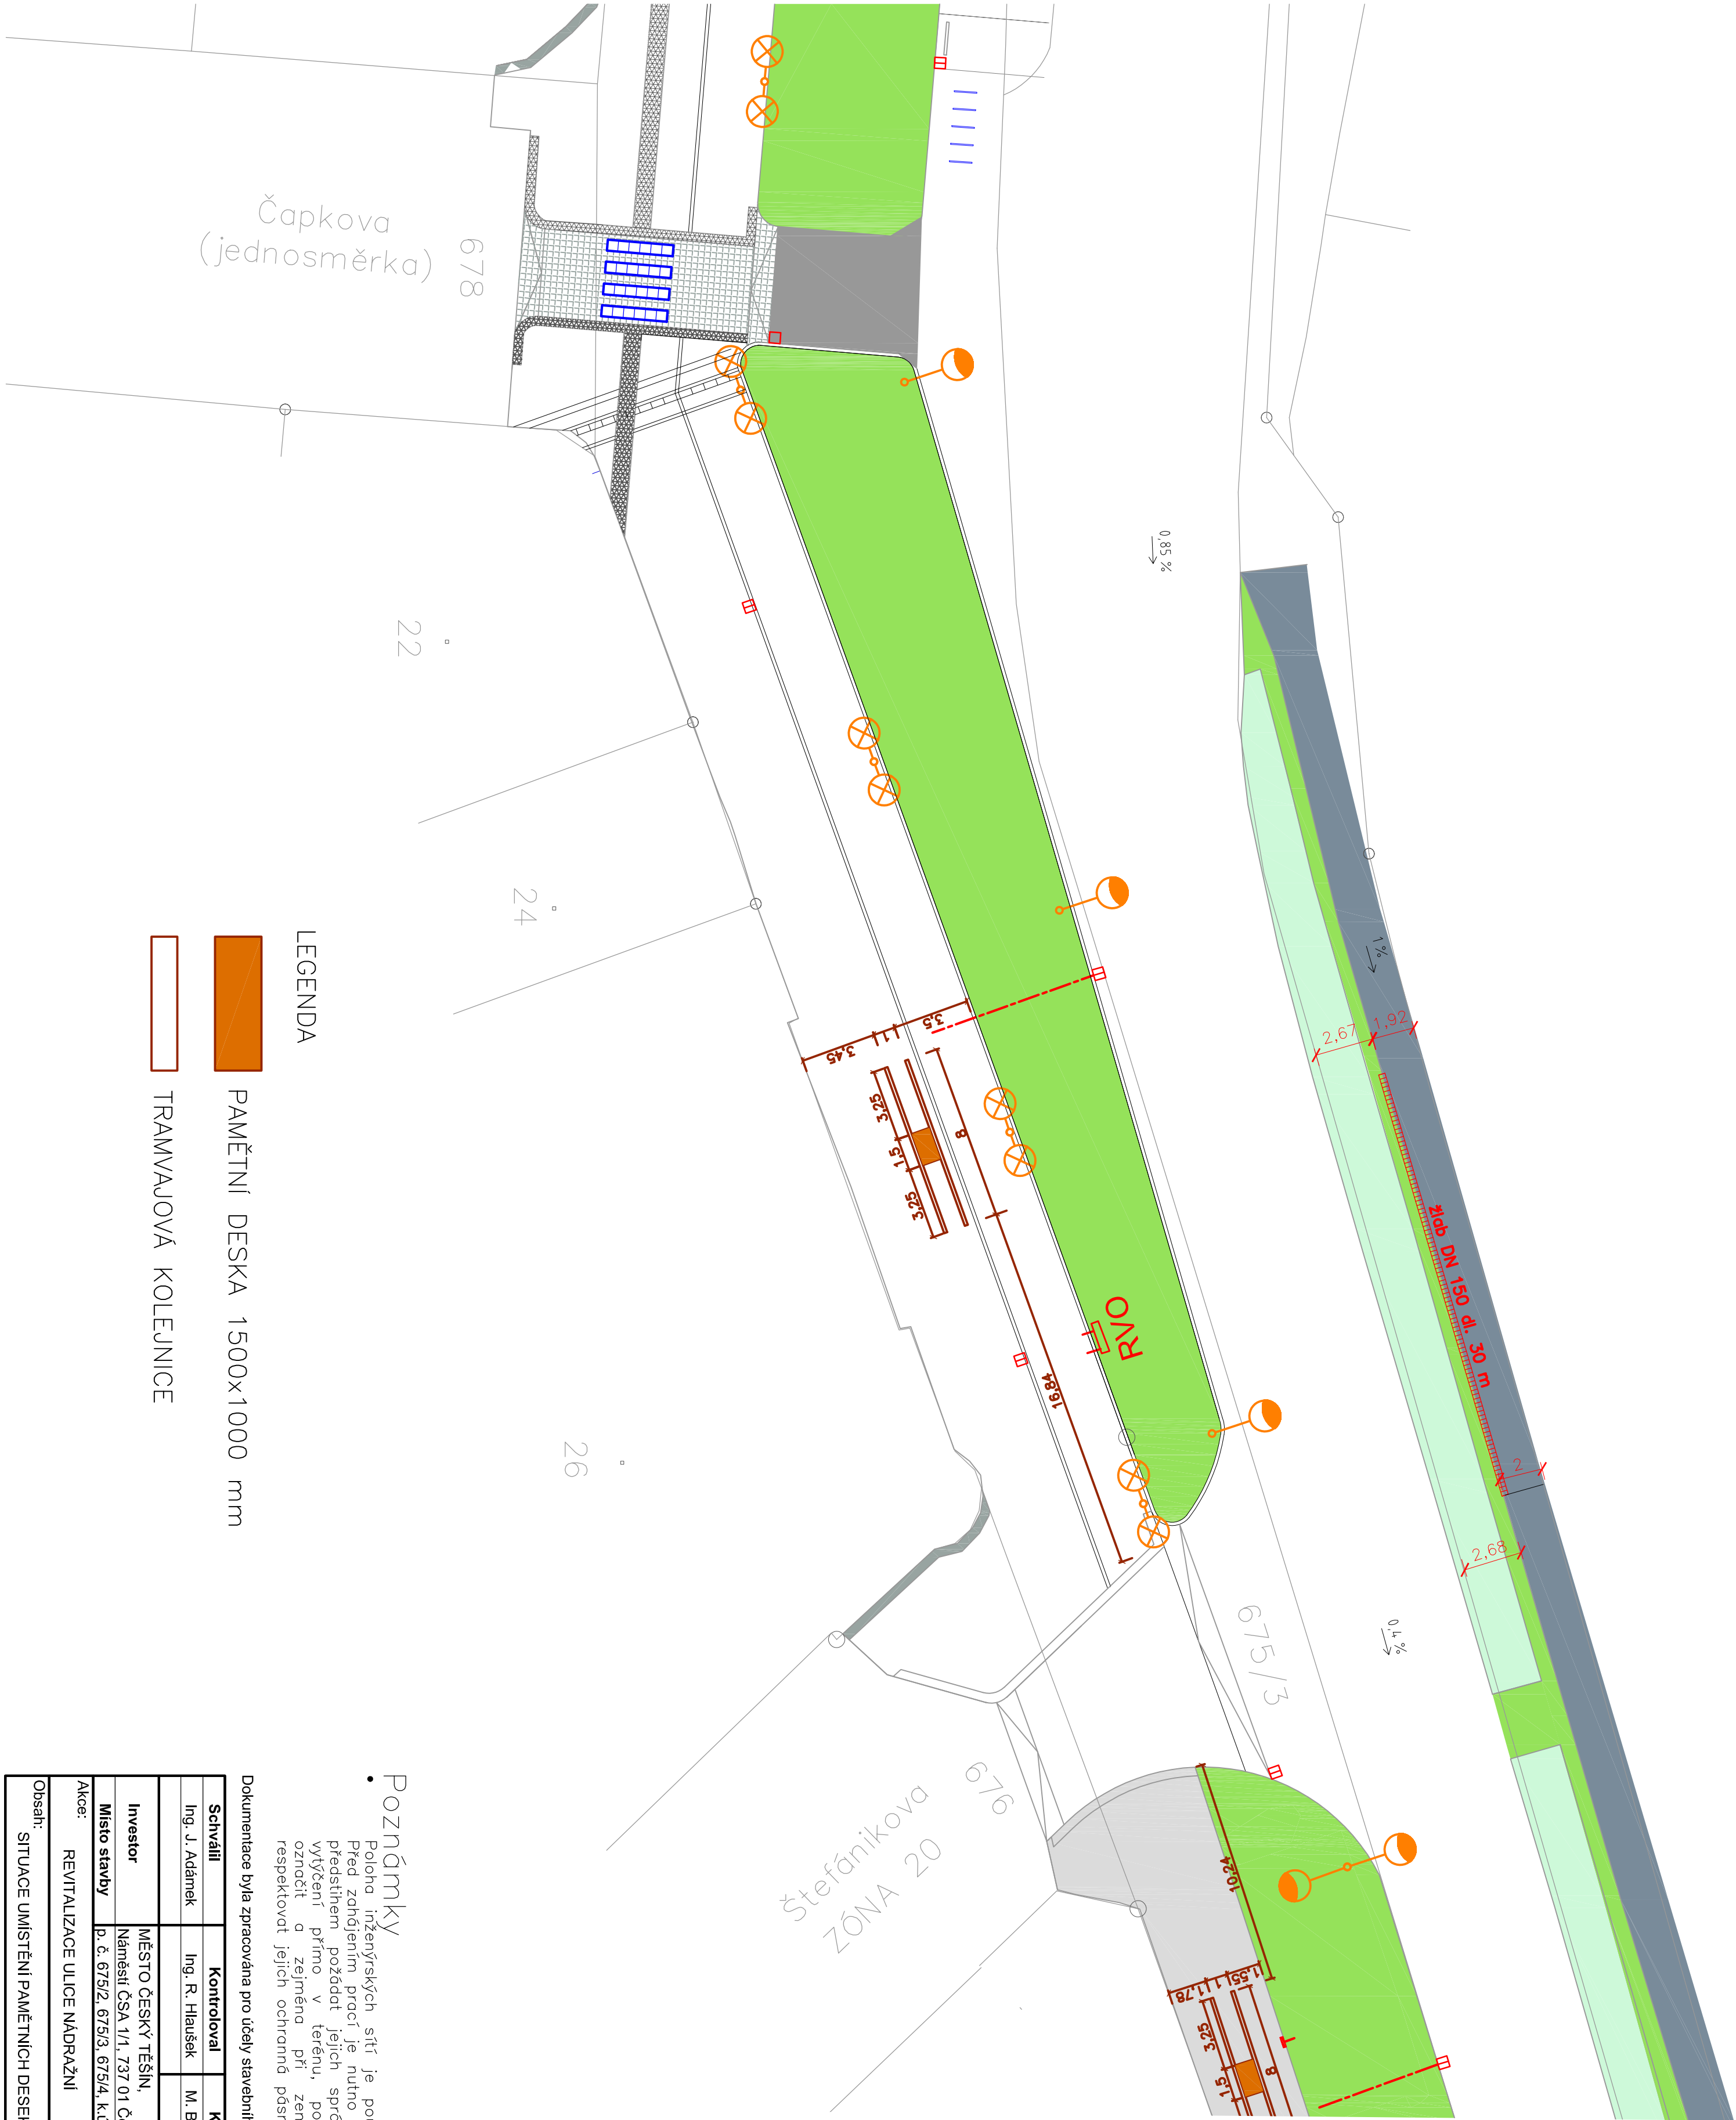 Čapkova
(jednosměrka)
678
22
24
26
0,85 %
1 %
2,67
1,92
žlab DN 150 dl. 30 m
2
2,68
0,4 %
3,5
1
3,45
8
3,25
1,5
3,25
16,84
RVO
675/3
676
Štefánikova
ZÓNA 20
10,24
1,55
1
1,78
3,25
1,5
8
LEGENDA
PAMĚTNÍ DESKA 1500x1000 mm
TRAMVAJOVÁ KOLEJNICE
Poznámky
• Poloha inženýrských sítí je
Před zahájením prací je nutno
předstihem požádat jejich
vytýčení přímo v terénu,
označit a zejména při
respektovat jejich ochranná
Dokumentace byla zpracována pro účely
Schválil Kontroloval
Ing. J. Adámek Ing. R. Hlaušek M.
Investor MĚSTO ČESKÝ TĚŠÍN,
Náměstí ČSA 1/1, 737 01
Místo stavby p. č. 675/2, 675/3, 675/4,
Akce: REVITALIZACE ULICE NÁDRAŽNÍ
Obsah: SITUACE UMÍSTĚNÍ PAMĚTNÍCH